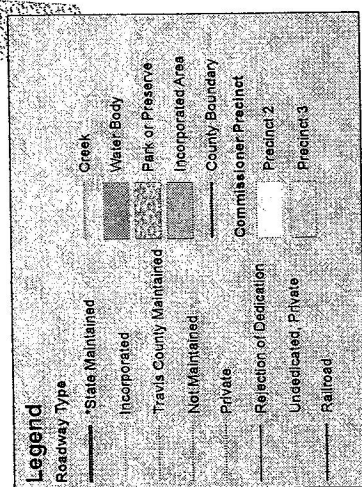 Legend
Roadway Type
*State Maintained
Incorporated
Travis County Maintained
Not Maintained
Private
Rejection of Dedication
Undedicated, Private
Railroad
Creek
Water Body
Park or Preserve
Incorporated Area
County Boundary
Commissioner Precinct
Precinct 2
Precinct 3